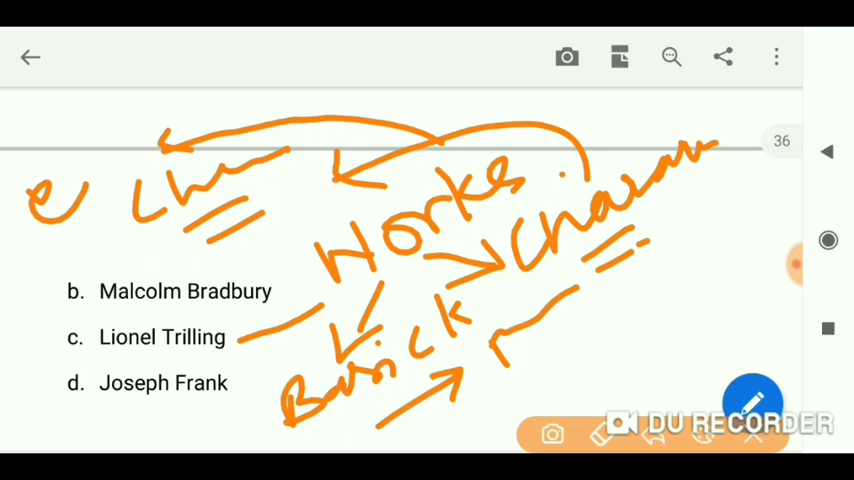 36
Works
b. Malcolm Bradbury
c. Lionel Trilling
d. Joseph Frank
DU RECORDER